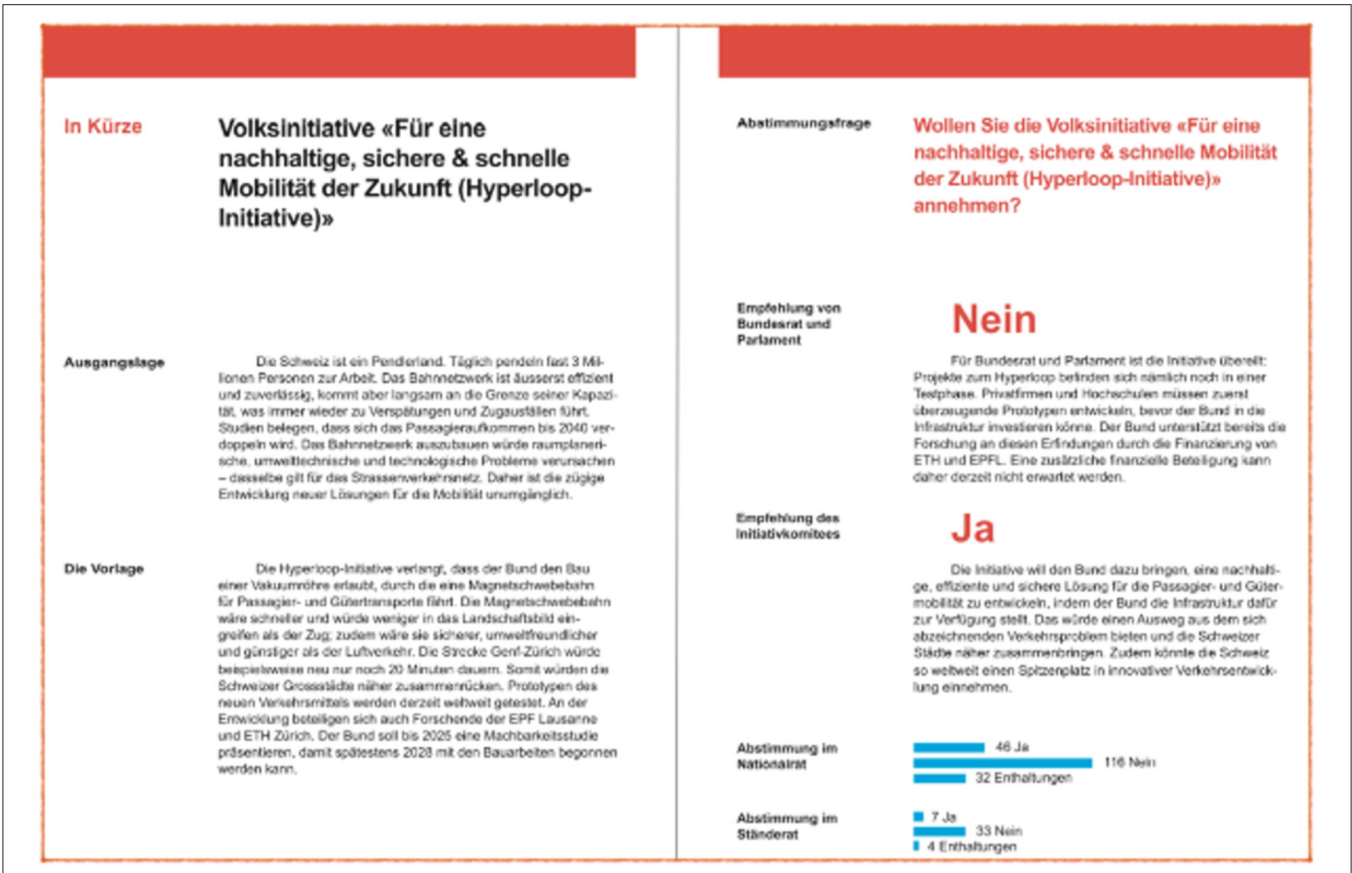 In Kürze
Volksinitiative «Für eine
nachhaltige, sichere & schnelle
Mobilität der Zukunft (Hyperloop-
Initiative)»
Ausgangslage
Die Schweiz ist ein Pendlerland. Täglich pendeln fast 3 Mil-
lionen Personen zur Arbeit. Das Bahnnetzwerk ist äusserst effizient
und zuverlässig, kommt aber langsam an die Grenze seiner Kapazi-
tät, was immer wieder zu Verspätungen und Zugausfällen führt.
Studien belegen, dass sich das Passagieraufkommen bis 2040 ver-
doppeln wird. Das Bahnnetzwerk auszubauen würde raumplaneri-
sche, umwelttechnische und technologische Probleme verursachen
– dasselbe gilt für das Strassenverkehrsnetz. Daher ist die zügige
Entwicklung neuer Lösungen für die Mobilität unumgänglich.
Die Vorlage
Die Hyperloop-Initiative verlangt, dass der Bund den Bau
einer Vakuumröhre erlaubt, durch die eine Magnetschwebebahn
für Passagier- und Gütertransporte fährt. Die Magnetschwebebahn
wäre schneller und würde weniger in das Landschaftsbild ein-
greifen als der Zug; zudem wäre sie sicherer, umweltfreundlicher
und günstiger als der Luftverkehr. Die Strecke Genf-Zürich würde
beispielsweise neu nur noch 20 Minuten dauern. Somit würden die
Schweizer Grossstädte näher zusammenrücken. Prototypen des
neuen Verkehrsmittels werden derzeit weltweit getestet. An der
Entwicklung beteiligen sich auch Forschende der EPF Lausanne
und ETH Zürich. Der Bund soll bis 2025 eine Machbarkeitsstudie
präsentieren, damit spätestens 2028 mit den Bauarbeiten begonnen
werden kann.
Abstimmungsfrage
Wollen Sie die Volksinitiative «Für eine
nachhaltige, sichere & schnelle Mobilität
der Zukunft (Hyperloop-Initiative)»
annehmen?
Empfehlung von
Bundesrat und
Parlament
Nein
Für Bundesrat und Parlament ist die Initiative übereilt:
Projekte zum Hyperloop befinden sich nämlich noch in einer
Testphase. Privatfirmen und Hochschulen müssen zuerst
überzeugende Prototypen entwickeln, bevor der Bund in die
Infrastruktur investieren könne. Der Bund unterstützt bereits die
Forschung an diesen Erfindungen durch die Finanzierung von
ETH und EPFL. Eine zusätzliche finanzielle Beteiligung kann
daher derzeit nicht erwartet werden.
Empfehlung des
Initiativkomitees
Ja
Die Initiative will den Bund dazu bringen, eine nachhalti-
ge, effiziente und sichere Lösung für die Passagier- und Güter-
mobilität zu entwickeln, indem der Bund die Infrastruktur dafür
zur Verfügung stellt. Das würde einen Ausweg aus dem sich
abzeichnenden Verkehrsproblem bieten und die Schweizer
Städte näher zusammenbringen. Zudem könnte die Schweiz
so weltweit einen Spitzenplatz in innovativer Verkehrsentwick-
lung einnehmen.
Abstimmung im
Nationalrat
46 Ja
116 Nein
32 Enthaltungen
Abstimmung im
Ständerat
7 Ja
33 Nein
4 Enthaltungen